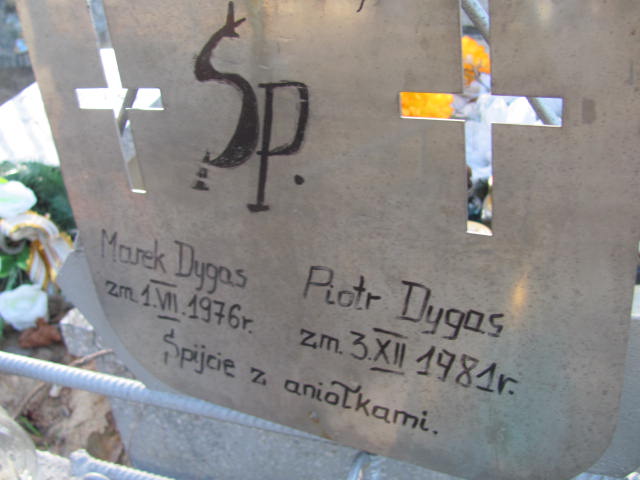 Śp.
Marek Dygas
zm. 1.VII.1976r.
Piotr Dygas
zm. 3.XII 1981r.
Śpijcie z aniołkami.